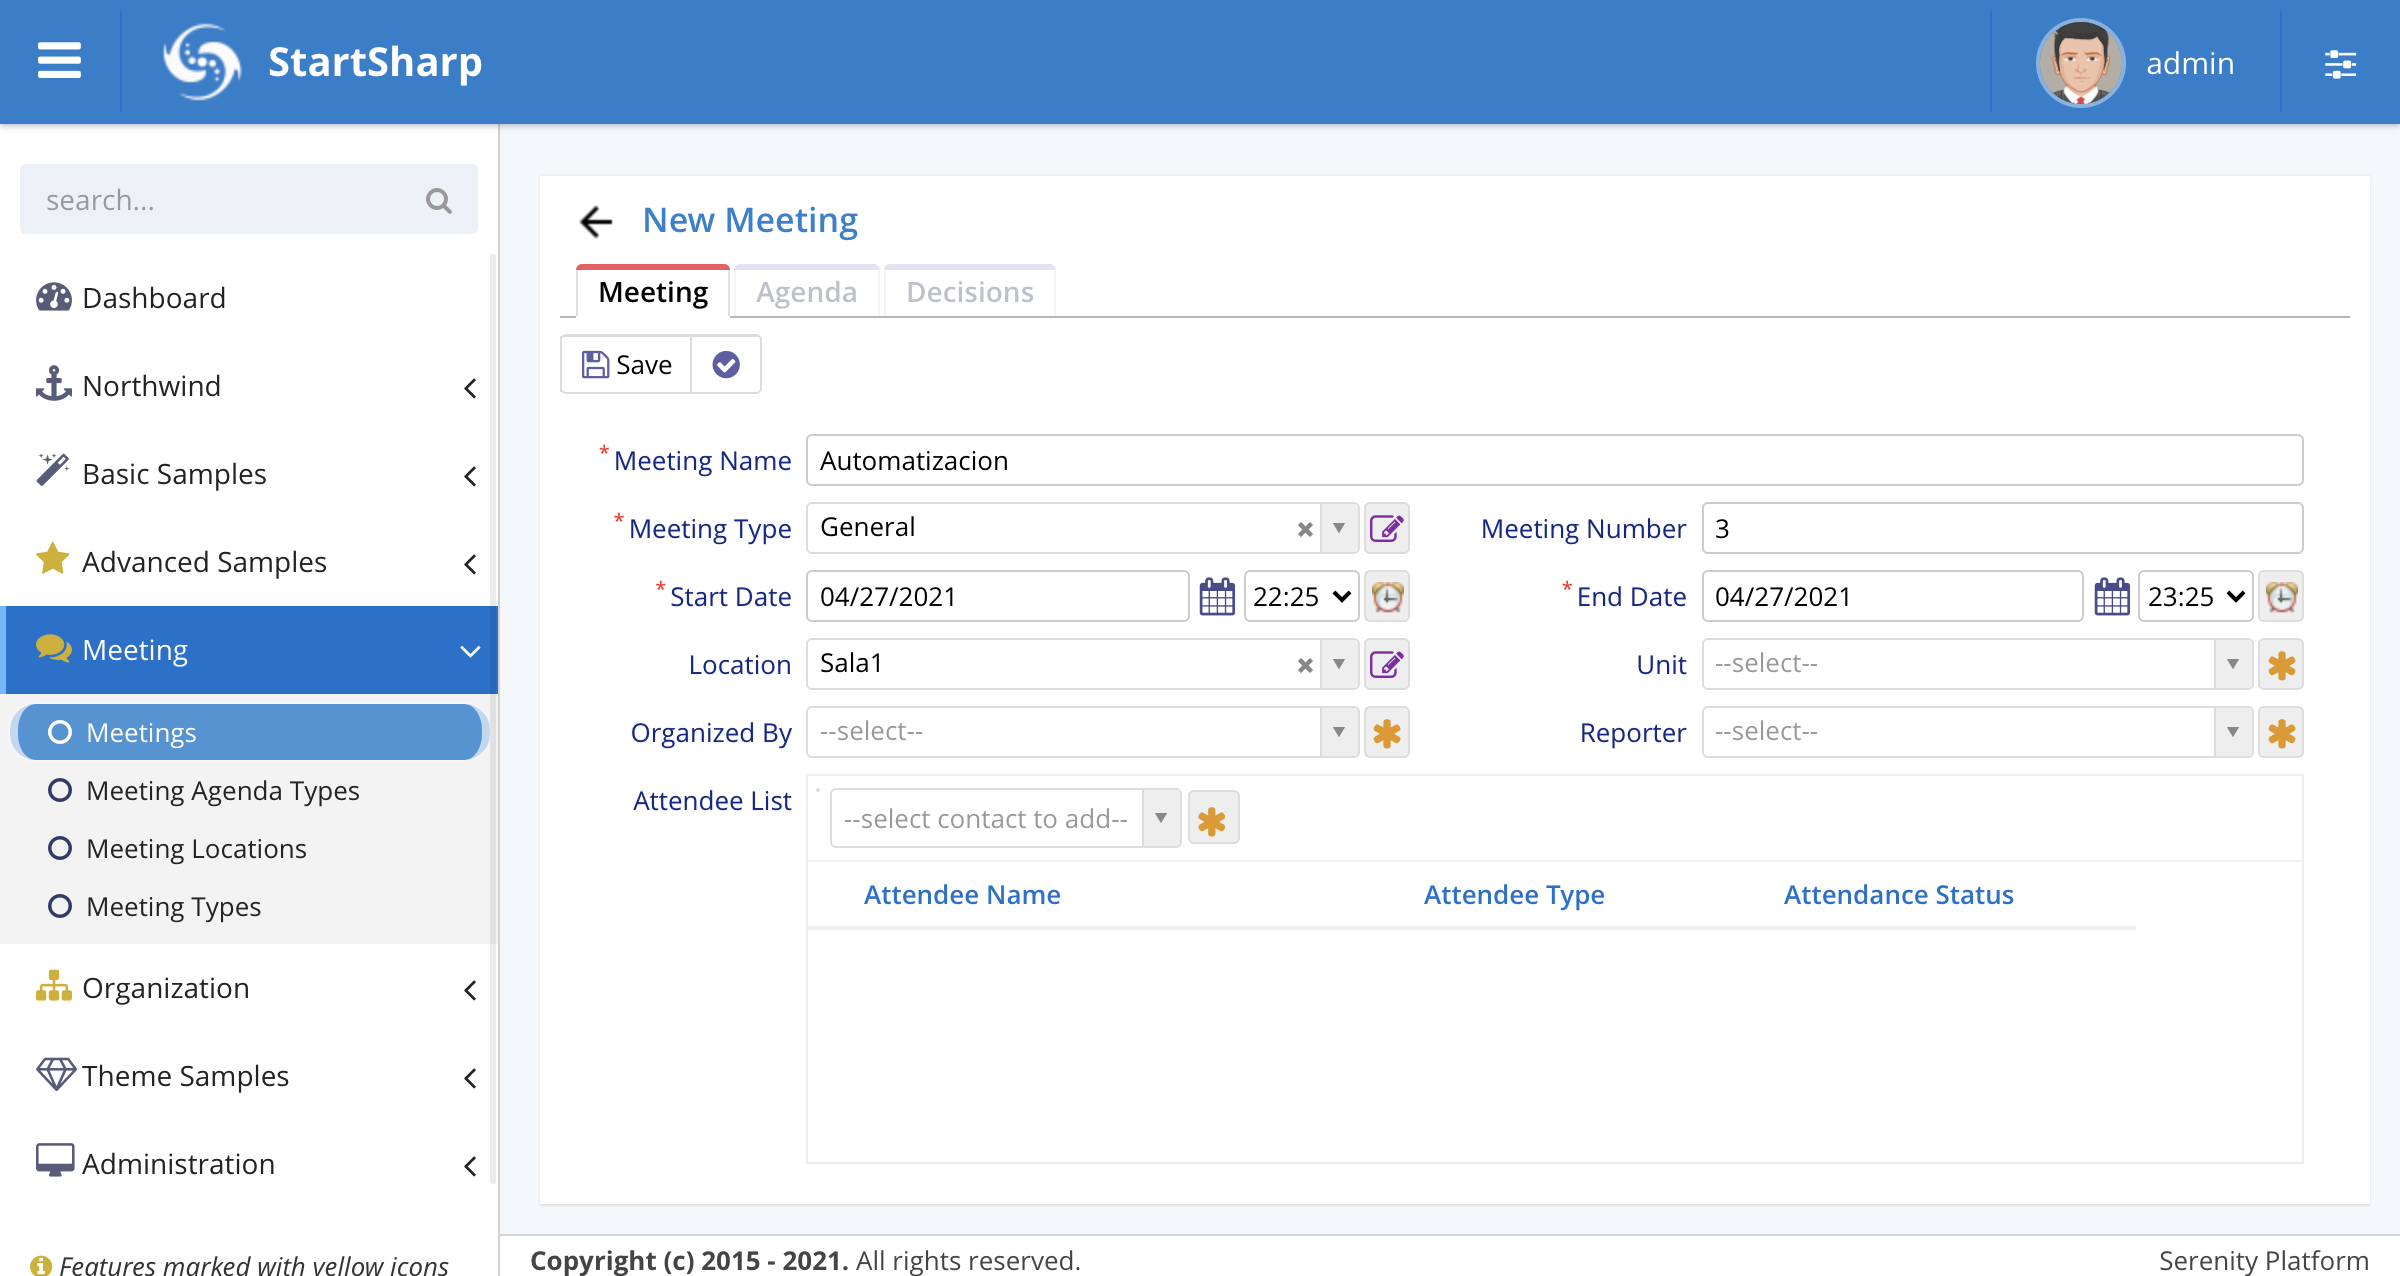 StartSharp
admin
search...
Dashboard
Northwind
Basic Samples
Advanced Samples
Meeting
Meetings
Meeting Agenda Types
Meeting Locations
Meeting Types
Organization
Theme Samples
Administration
Features marked with yellow icons
New Meeting
Meeting Agenda Decisions
Save
* Meeting Name Automatizacion
* Meeting Type General Meeting Number 3
* Start Date 04/27/2021 22:25 * End Date 04/27/2021 23:25
Location Sala1 Unit --select--
Organized By --select-- Reporter --select--
Attendee List --select contact to add--
Attendee Name Attendee Type Attendance Status
Copyright (c) 2015 - 2021. All rights reserved. Serenity Platform